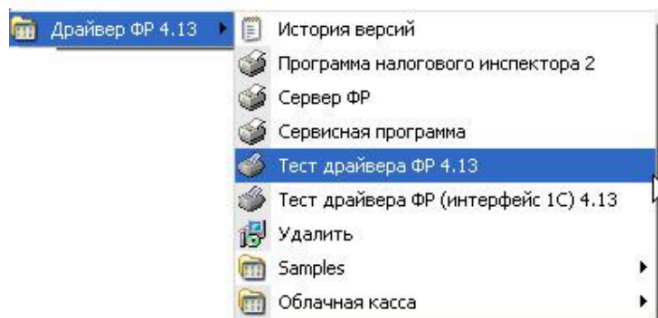 Драйвер ФР 4.13
История версий
Программа налогового инспектора 2
Сервер ФР
Сервисная программа
Тест драйвера ФР 4.13
Тест драйвера ФР (интерфейс 1С) 4.13
Удалить
Samples
Облачная касса